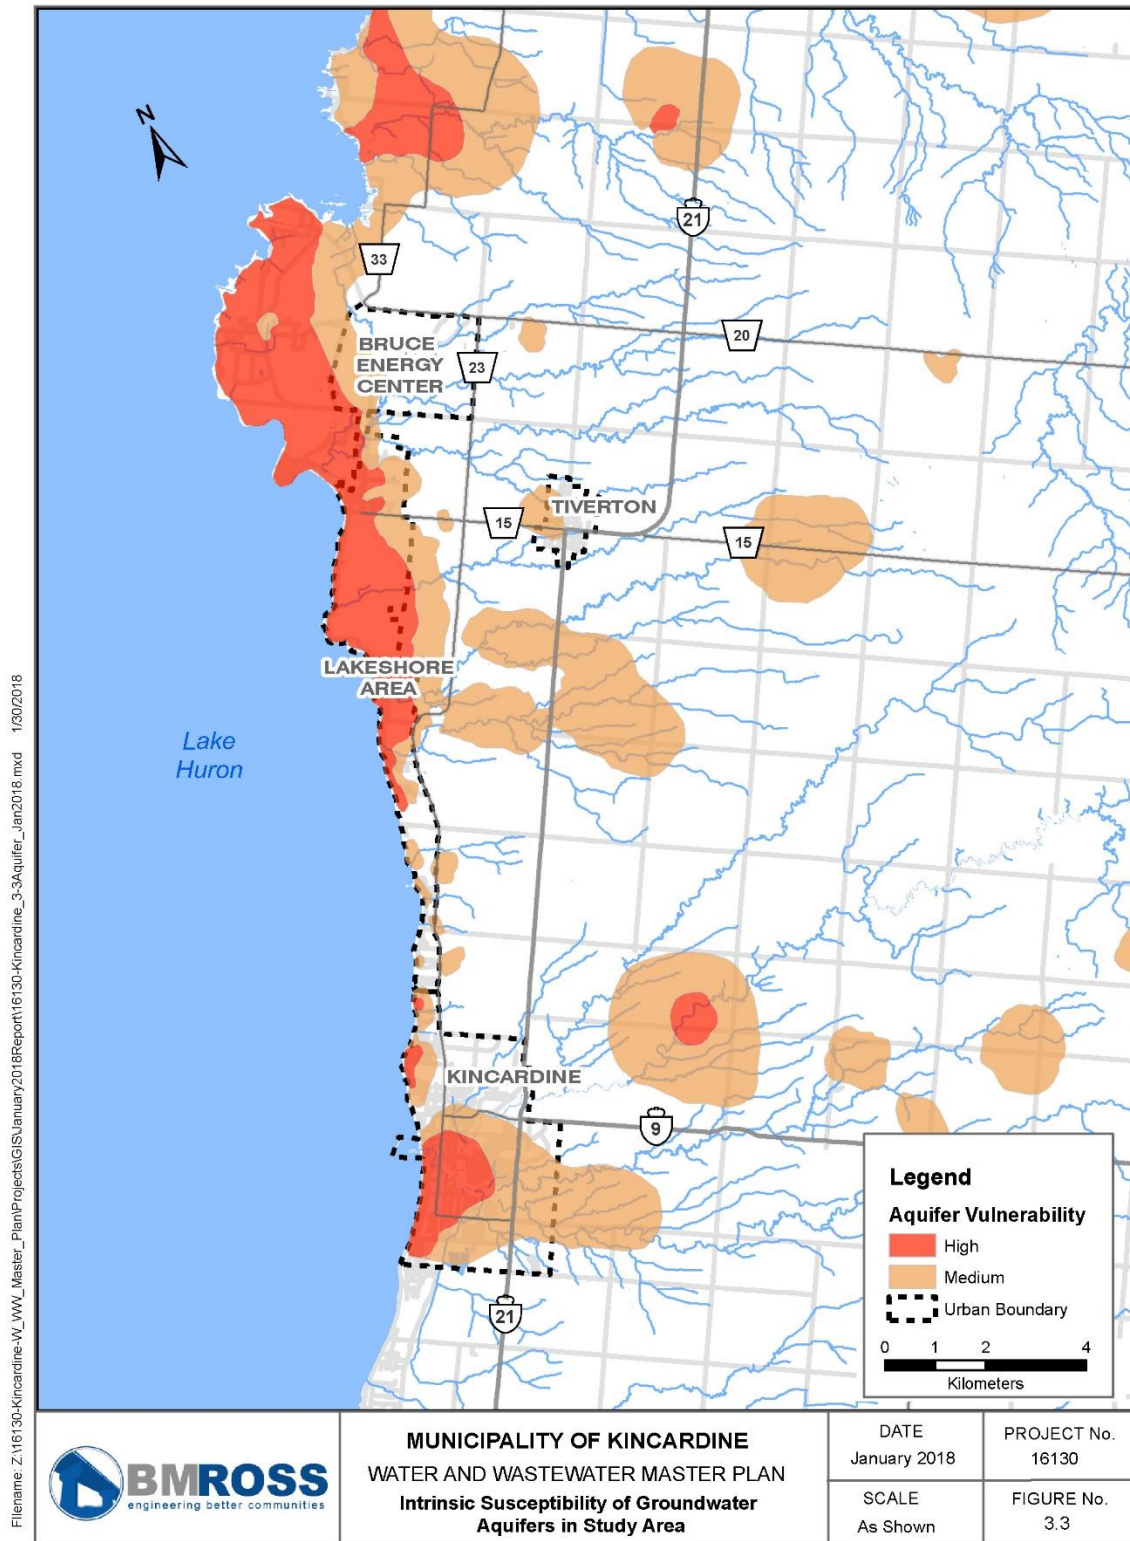 N
33
21
20
BRUCE
ENERGY
CENTER
23
TIVERTON
15
15
LAKESHORE
AREA
Lake
Huron
KINCARDINE
9
21
Legend
Aquifer Vulnerability
High
Medium
Urban Boundary
0 1 2 4
Kilometers
Filename: Z:\16130-Kincardine-W_WW_Master_Plan\Projects\GIS\January2018Report\16130-Kincardine_3-3Aquifer_Jan2018.mxd 1/30/2018
BMROSS
engineering better communities
MUNICIPALITY OF KINCARDINE
WATER AND WASTEWATER MASTER PLAN
Intrinsic Susceptibility of Groundwater
Aquifers in Study Area
DATE
January 2018
PROJECT No.
16130
SCALE
As Shown
FIGURE No.
3.3